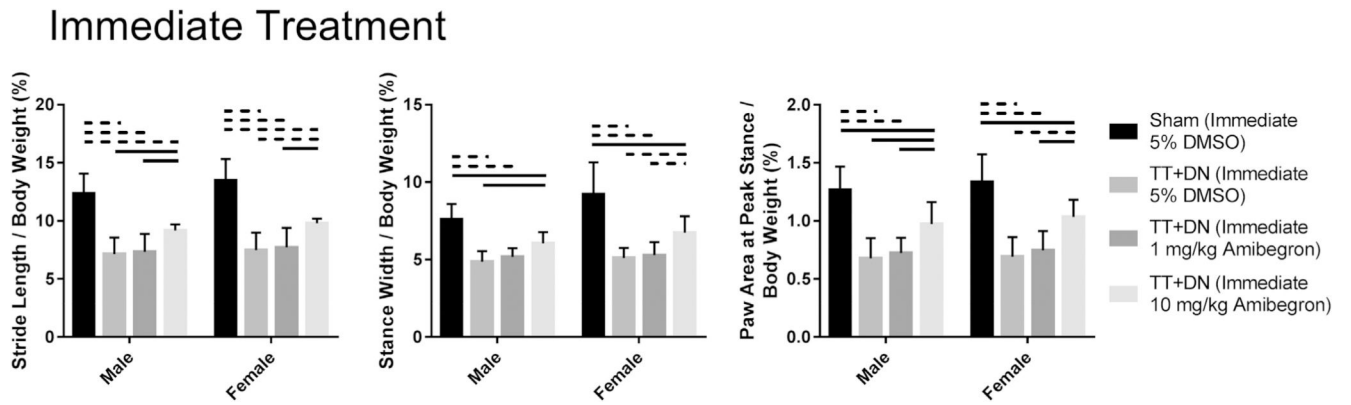 Immediate Treatment
Stride Length / Body Weight (%)
20
15
10
5
0
Male
Female
Stance Width / Body Weight (%)
15
10
5
0
Male
Female
Paw Area at Peak Stance /
Body Weight (%)
2.0
1.5
1.0
0.5
0.0
Male
Female
Sham (Immediate
5% DMSO)
TT+DN (Immediate
5% DMSO)
TT+DN (Immediate
1 mg/kg Amibegron)
TT+DN (Immediate
10 mg/kg Amibegron)